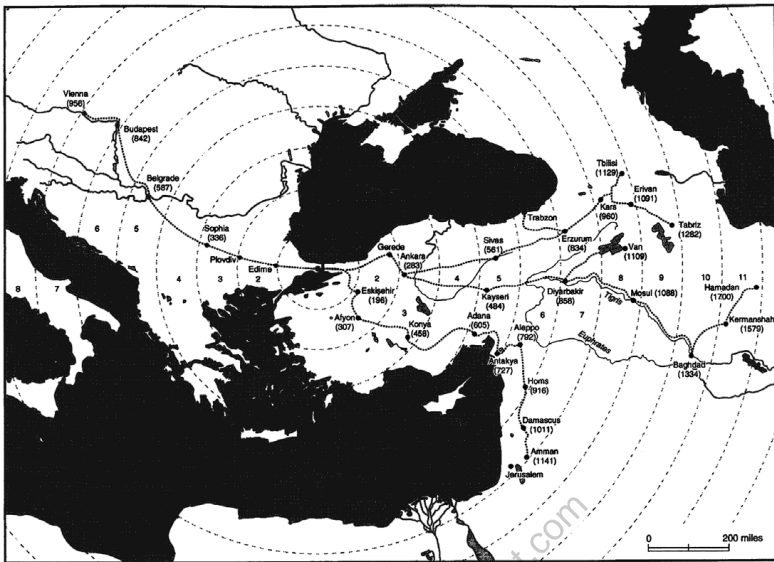 Vienna
(956)
Budapest
(842)
Belgrade
(587)
Sophia
(336)
Plovdiv
Edirne
Gerede
Ankara
(283)
Eskişehir
(196)
Afyon
(307)
Konya
(458)
Sivas
(561)
Kayseri
(484)
Adana
(605)
Antakya
(727)
Aleppo
(792)
Homs
(916)
Damascus
(1011)
Amman
(1141)
Jerusalem
Trabzon
Erzurum
(834)
Kars
(960)
Tbilisi
(1129)
Erivan
(1091)
Tabriz
(1282)
Van
(1109)
Diyarbakir
(858)
Tigris
Mosul (1088)
Euphrates
Baghdad
(1334)
Hamadan
(1700)
Kermanshah
(1579)
8
7
6
5
4
3
2
2
3
4
5
6
7
8
9
10
11
0 200 miles